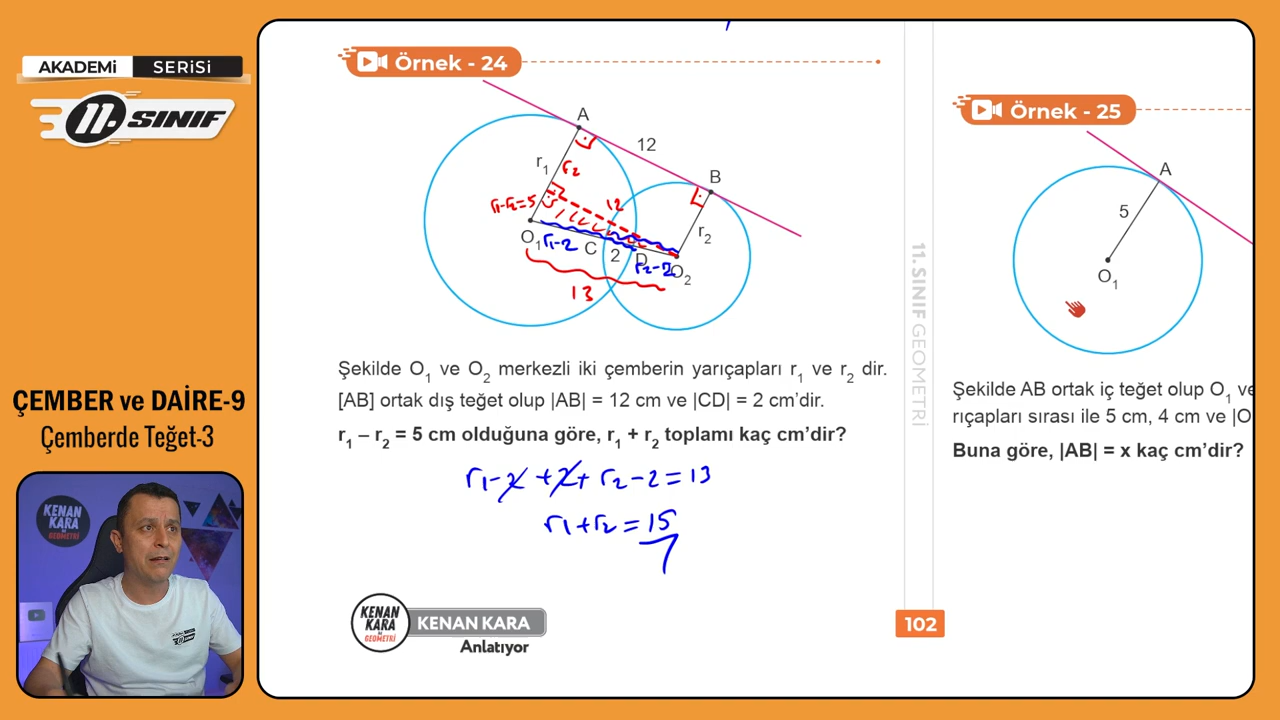 AKADEMİ SERİSİ
11. SINIF
ÇEMBER ve DAİRE-9
Çemberde Teğet-3
KENAN
KARA
ile
GEOMETRİ
Örnek - 24
A
12
r1
r2
B
r1-r2=5
12
O1
r1-2
C
2
D
r2-2
O2
r2
13
Şekilde O1 ve O2 merkezli iki çemberin yarıçapları r1 ve r2 dir.
[AB] ortak dış teğet olup |AB| = 12 cm ve |CD| = 2 cm'dir.
r1 – r2 = 5 cm olduğuna göre, r1 + r2 toplamı kaç cm'dir?
r1-2+2+r2-2=13
r1+r2=15
KENAN
KARA
GEOMETRİ
KENAN KARA
Anlatıyor
11. SINIF GEOMETRİ
102
Örnek - 25
A
5
O1
Şekilde AB ortak iç teğet olup O1 ve
rıçapları sırası ile 5 cm, 4 cm ve |O
Buna göre, |AB| = x kaç cm'dir?